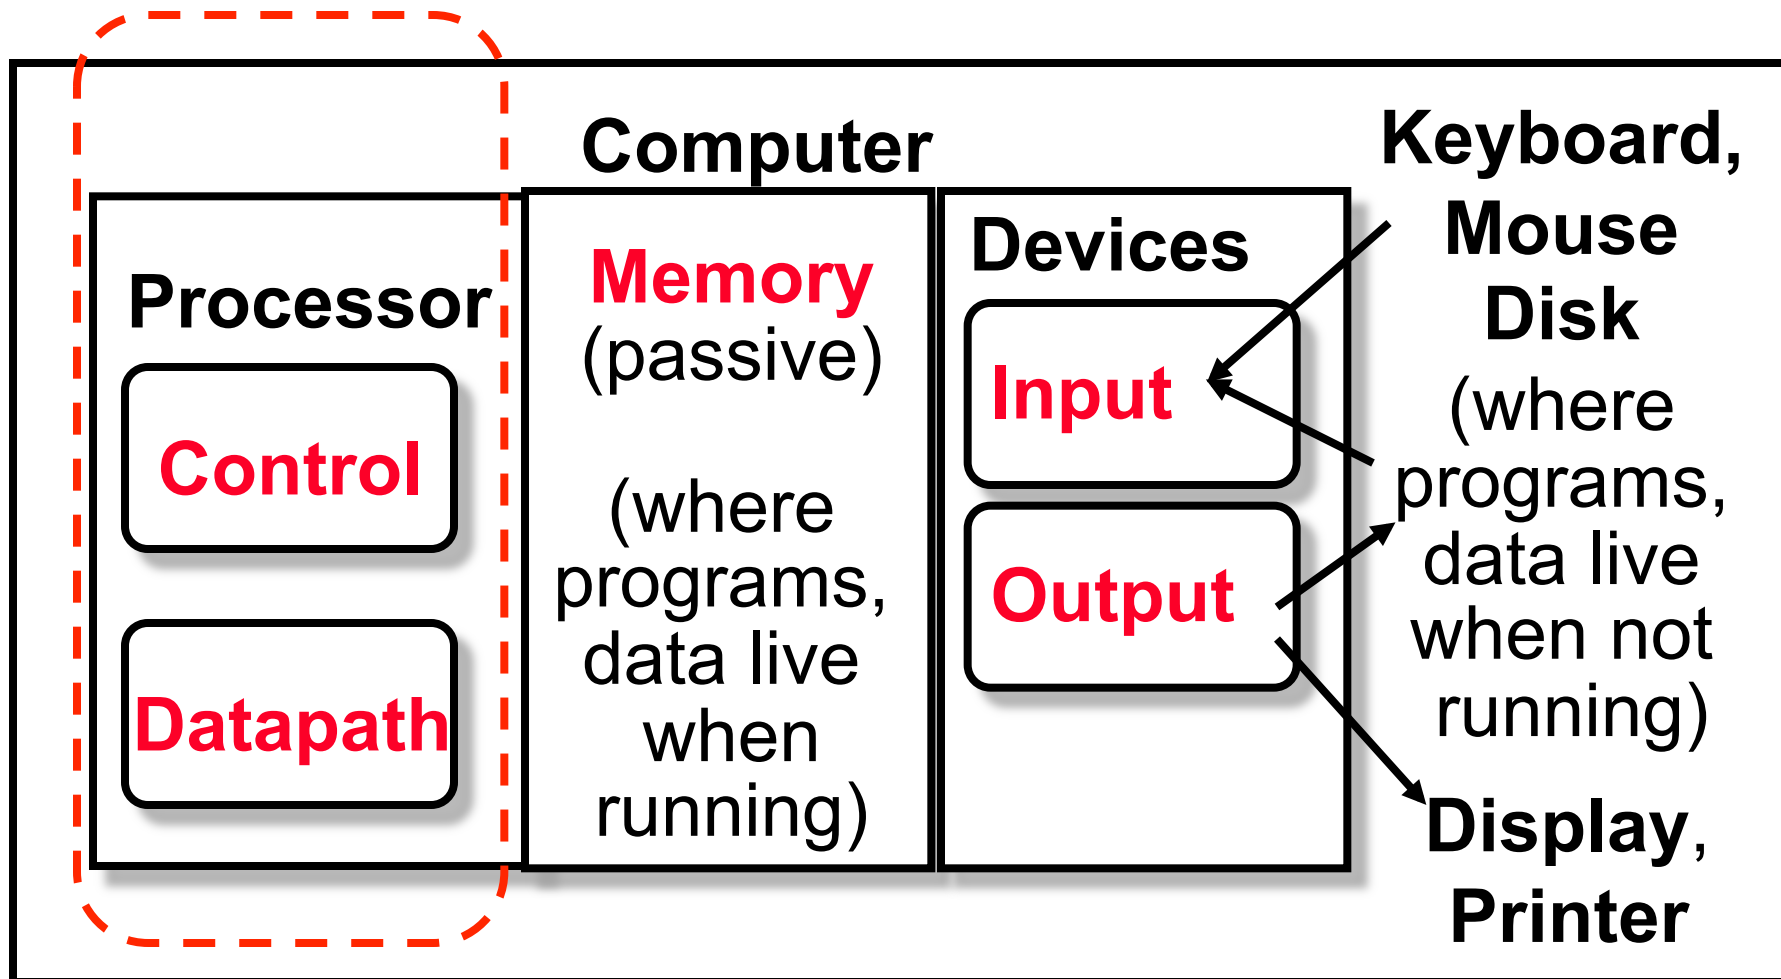 Computer
Processor
Control
Datapath
Memory
(passive)
(where
programs,
data live
when
running)
Devices
Input
Output
Keyboard,
Mouse
Disk
(where
programs,
data live
when not
running)
Display,
Printer